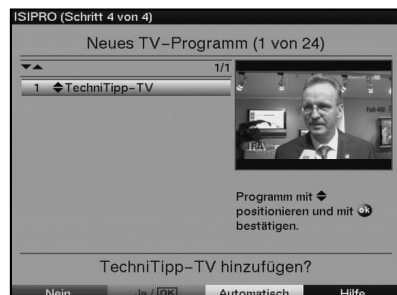 ISIPRO (Schritt 4 von 4)
Neues TV-Programm (1 von 24)
1/1
1 TechniTipp-TV
Programm mit
positionieren und mit ok
bestätigen.
TechniTipp-TV hinzufügen?
Nein Ja / OK Automatisch Hilfe